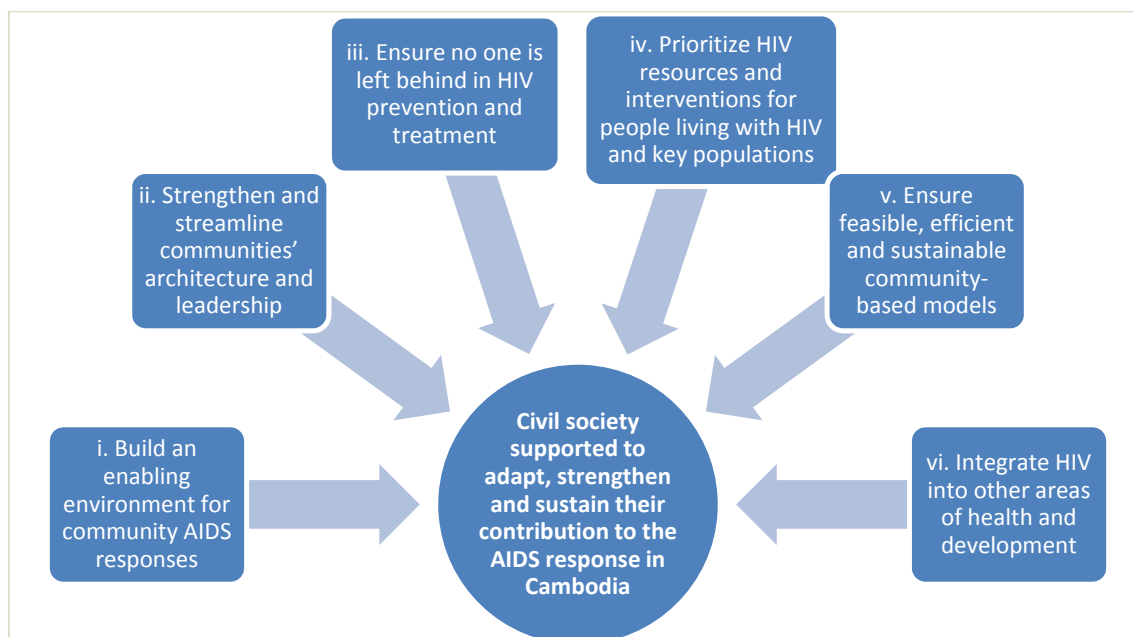 i. Build an
enabling
environment for
community AIDS
responses
ii. Strengthen and
streamline
communities’
architecture and
leadership
iii. Ensure no one is
left behind in HIV
prevention and
treatment
iv. Prioritize HIV
resources and
interventions for
people living with HIV
and key populations
v. Ensure
feasible, efficient
and sustainable
community-
based models
vi. Integrate HIV
into other areas
of health and
development
Civil society
supported to
adapt, strengthen
and sustain their
contribution to the
AIDS response in
Cambodia